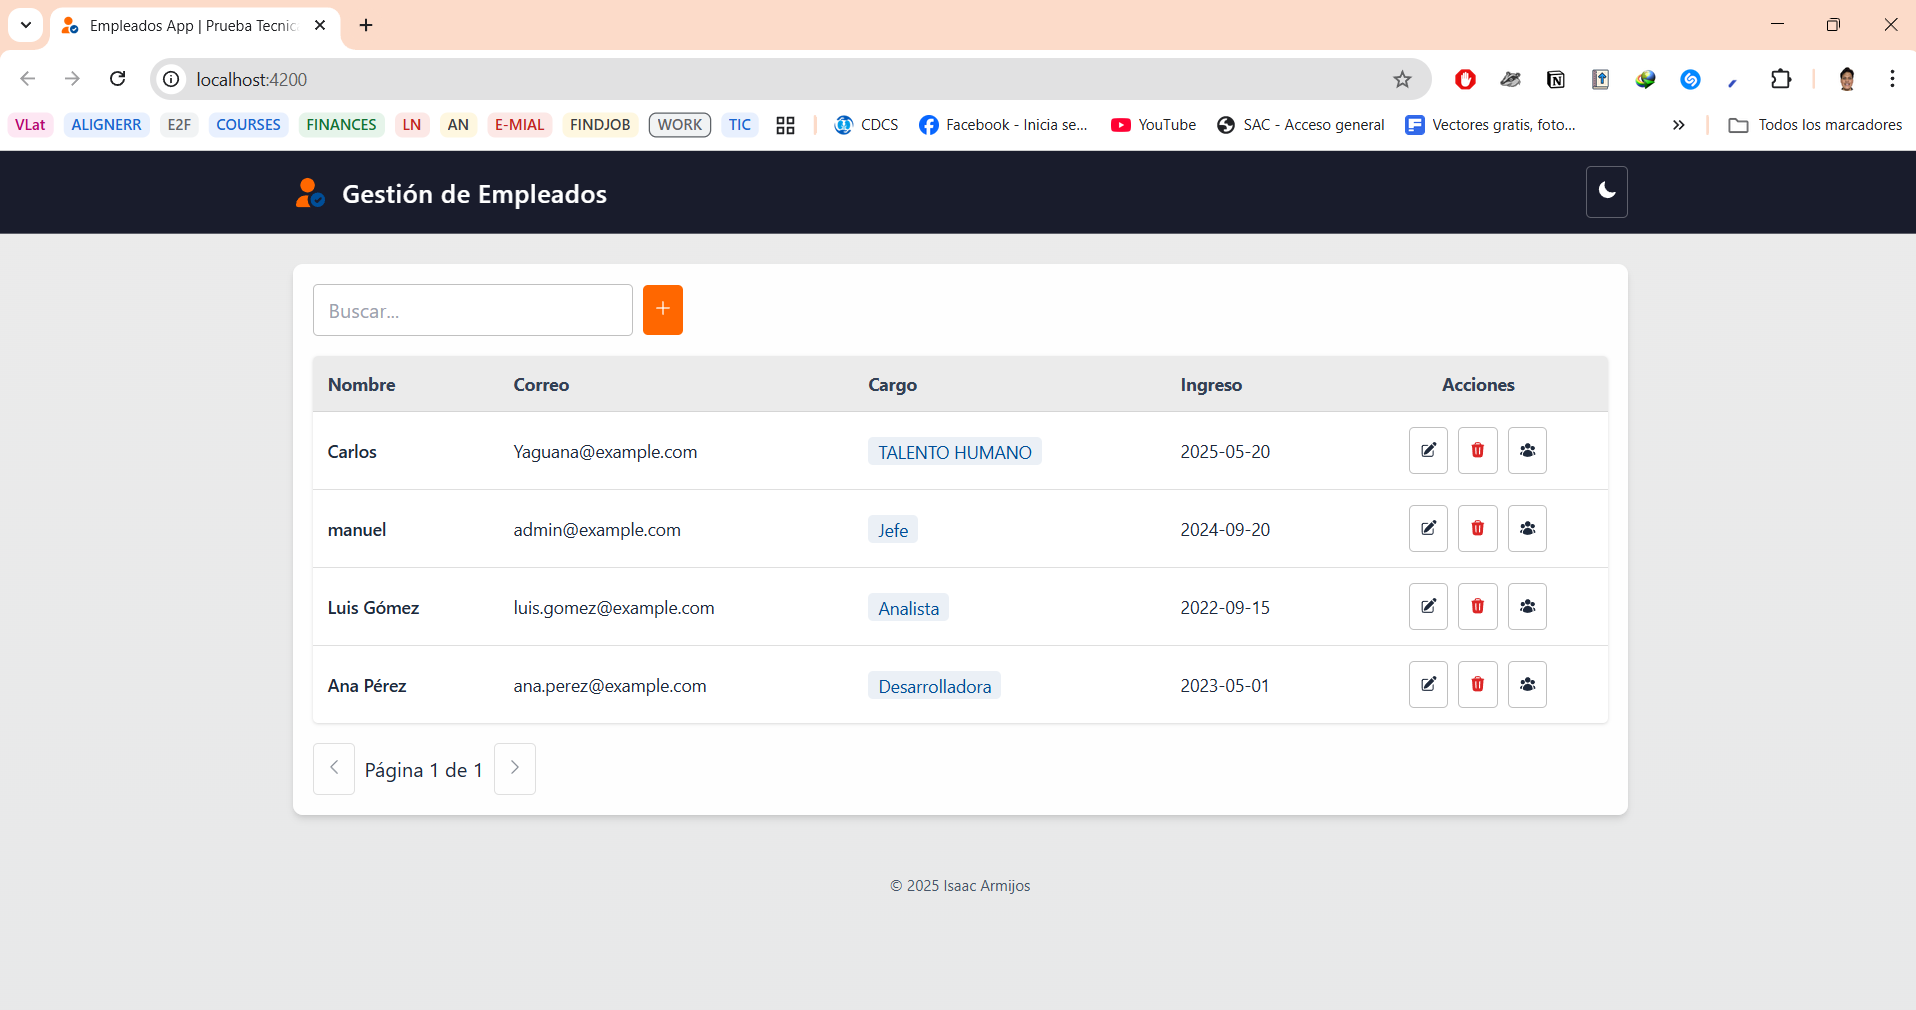 Empleados App | Prueba Tecnic
localhost:4200
VLat ALIGNERR E2F COURSES FINANCES LN AN E-MIAL FINDJOB WORK TIC CDCS Facebook - Inicia se... YouTube SAC - Acceso general Vectores gratis, foto... » Todos los marcadores
Gestión de Empleados
Buscar...
+
Nombre Correo Cargo Ingreso Acciones
Carlos Yaguana@example.com TALENTO HUMANO 2025-05-20
manuel admin@example.com Jefe 2024-09-20
Luis Gómez luis.gomez@example.com Analista 2022-09-15
Ana Pérez ana.perez@example.com Desarrolladora 2023-05-01
Página 1 de 1
© 2025 Isaac Armijos